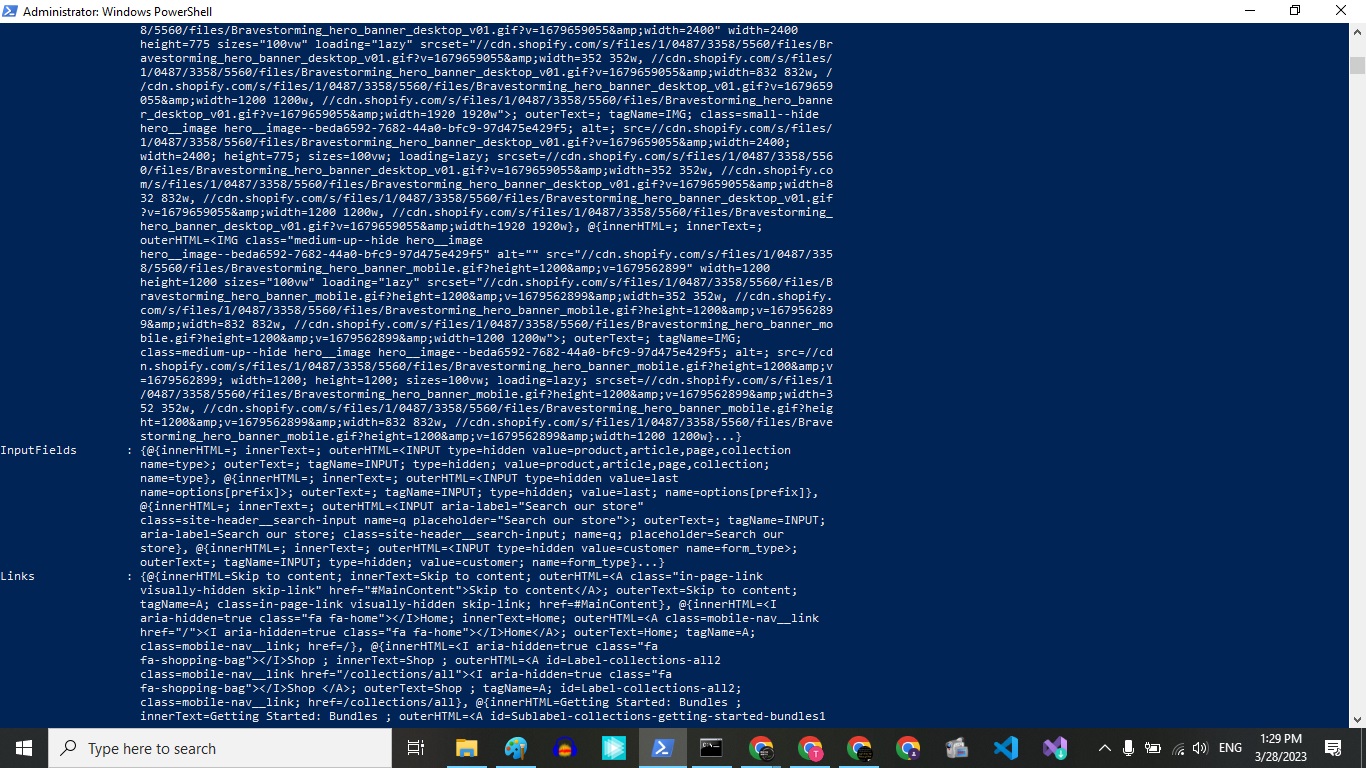 Administrator: Windows PowerShell
8/5560/files/Bravestorming_hero_banner_desktop_v01.gif?v=1679659055&amp;width=2400" width=2400
height=775 sizes="100vw" loading="lazy" srcset="//cdn.shopify.com/s/files/1/0487/3358/5560/files/Br
avestorming_hero_banner_desktop_v01.gif?v=1679659055&amp;width=352 352w, //cdn.shopify.com/s/files/
1/0487/3358/5560/files/Bravestorming_hero_banner_desktop_v01.gif?v=1679659055&amp;width=832 832w, /
/cdn.shopify.com/s/files/1/0487/3358/5560/files/Bravestorming_hero_banner_desktop_v01.gif?v=1679659
055&amp;width=1200 1200w, //cdn.shopify.com/s/files/1/0487/3358/5560/files/Bravestorming_hero_banne
r_desktop_v01.gif?v=1679659055&amp;width=1920 1920w">; outerText=; tagName=IMG; class=small--hide
hero__image hero__image--beda6592-7682-44a0-bfc9-97d475e429f5; alt=; src=//cdn.shopify.com/s/files/
1/0487/3358/5560/files/Bravestorming_hero_banner_desktop_v01.gif?v=1679659055&amp;width=2400;
width=2400; height=775; sizes=100vw; loading=lazy; srcset=//cdn.shopify.com/s/files/1/0487/3358/556
0/files/Bravestorming_hero_banner_desktop_v01.gif?v=1679659055&amp;width=352 352w, //cdn.shopify.co
m/s/files/1/0487/3358/5560/files/Bravestorming_hero_banner_desktop_v01.gif?v=1679659055&amp;width=8
32 832w, //cdn.shopify.com/s/files/1/0487/3358/5560/files/Bravestorming_hero_banner_desktop_v01.gif
?v=1679659055&amp;width=1200 1200w, //cdn.shopify.com/s/files/1/0487/3358/5560/files/Bravestorming_
hero_banner_desktop_v01.gif?v=1679659055&amp;width=1920 1920w}, @{innerHTML=; innerText=;
outerHTML=<IMG class="medium-up--hide hero__image
hero__image--beda6592-7682-44a0-bfc9-97d475e429f5" alt="" src="//cdn.shopify.com/s/files/1/0487/335
8/5560/files/Bravestorming_hero_banner_mobile.gif?height=1200&amp;v=1679562899" width=1200
height=1200 sizes="100vw" loading="lazy" srcset="//cdn.shopify.com/s/files/1/0487/3358/5560/files/B
ravestorming_hero_banner_mobile.gif?height=1200&amp;v=1679562899&amp;width=352 352w, //cdn.shopify.
com/s/files/1/0487/3358/5560/files/Bravestorming_hero_banner_mobile.gif?height=1200&amp;v=167956289
9&amp;width=832 832w, //cdn.shopify.com/s/files/1/0487/3358/5560/files/Bravestorming_hero_banner_mo
bile.gif?height=1200&amp;v=1679562899&amp;width=1200 1200w">; outerText=; tagName=IMG;
class=medium-up--hide hero__image hero__image--beda6592-7682-44a0-bfc9-97d475e429f5; alt=; src=//cd
n.shopify.com/s/files/1/0487/3358/5560/files/Bravestorming_hero_banner_mobile.gif?height=1200&amp;v
=1679562899; width=1200; height=1200; sizes=100vw; loading=lazy; srcset=//cdn.shopify.com/s/files/1
/0487/3358/5560/files/Bravestorming_hero_banner_mobile.gif?height=1200&amp;v=1679562899&amp;width=3
52 352w, //cdn.shopify.com/s/files/1/0487/3358/5560/files/Bravestorming_hero_banner_mobile.gif?heig
ht=1200&amp;v=1679562899&amp;width=832 832w, //cdn.shopify.com/s/files/1/0487/3358/5560/files/Brave
storming_hero_banner_mobile.gif?height=1200&amp;v=1679562899&amp;width=1200 1200w}...}
InputFields : {@{innerHTML=; innerText=; outerHTML=<INPUT type=hidden value=product,article,page,collection
name=type>; outerText=; tagName=INPUT; type=hidden; value=product,article,page,collection;
name=type}, @{innerHTML=; innerText=; outerHTML=<INPUT type=hidden value=last
name=options[prefix]>; outerText=; tagName=INPUT; type=hidden; value=last; name=options[prefix]},
@{innerHTML=; innerText=; outerHTML=<INPUT aria-label="Search our store"
class=site-header__search-input name=q placeholder="Search our store">; outerText=; tagName=INPUT;
aria-label=Search our store; class=site-header__search-input; name=q; placeholder=Search our
store}, @{innerHTML=; innerText=; outerHTML=<INPUT type=hidden value=customer name=form_type>;
outerText=; tagName=INPUT; type=hidden; value=customer; name=form_type}...}
Links : {@{innerHTML=Skip to content; innerText=Skip to content; outerHTML=<A class="in-page-link
visually-hidden skip-link" href="#MainContent">Skip to content</A>; outerText=Skip to content;
tagName=A; class=in-page-link visually-hidden skip-link; href=#MainContent}, @{innerHTML=<I
aria-hidden=true class="fa fa-home"></I>Home; innerText=Home; outerHTML=<A class=mobile-nav__link
href="/"><I aria-hidden=true class="fa fa-home"></I>Home</A>; outerText=Home; tagName=A;
class=mobile-nav__link; href=/}, @{innerHTML=<I aria-hidden=true class="fa
fa-shopping-bag"></I>Shop ; innerText=Shop ; outerHTML=<A id=Label-collections-all2
class=mobile-nav__link href="/collections/all"><I aria-hidden=true class="fa
fa-shopping-bag"></I>Shop </A>; outerText=Shop ; tagName=A; id=Label-collections-all2;
class=mobile-nav__link; href=/collections/all}, @{innerHTML=Getting Started: Bundles ;
innerText=Getting Started: Bundles ; outerHTML=<A id=Sublabel-collections-getting-started-bundles1
Type here to search
ENG
1:29 PM
3/28/2023